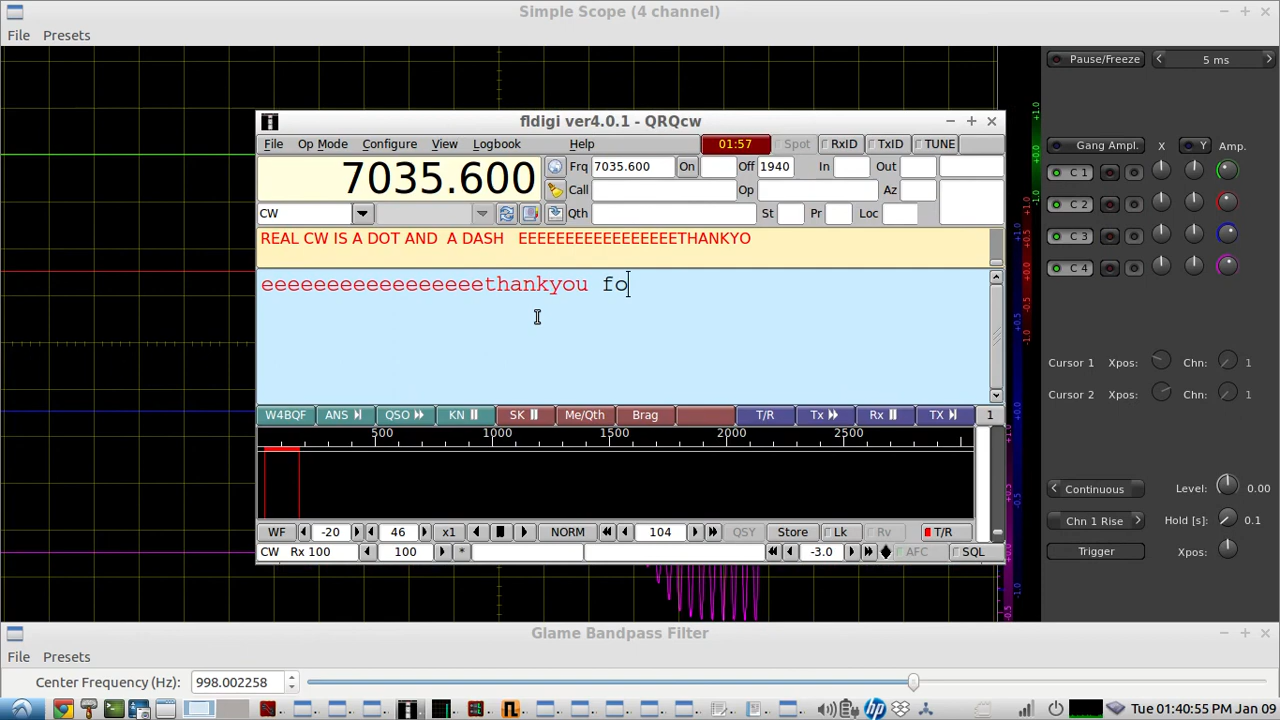 Simple Scope (4 channel)
File Presets
Pause/Freeze 5 ms
fldigi ver4.0.1 - QRQcw
File Op Mode Configure View Logbook Help 01:57 Spot RxID TxID TUNE
Gang Ampl. X Y Amp.
7035.600 Frq 7035.600 On Off 1940 In Out
C 1
Call Op Az
C 2
CW Qth St Pr Loc
C 3
REAL CW IS A DOT AND A DASH EEEEEEEEEEEEEEEEETHANKYO
C 4
eeeeeeeeeeeeeeeeethankyou fo
Cursor 1 Xpos: Chn: 1
Cursor 2 Xpos: Chn: 1
W4BQF ANS QSO KN SK Me/Qth Brag T/R Tx Rx TX 1
500 1000 1500 2000 2500
Continuous Level: 0.00
Chn 1 Rise Hold (s): 0.1
WF -20 46 x1 NORM 104 QSY Store Lk Rv T/R
CW Rx 100 100 * -3.0 AFC SQL
Trigger Xpos:
Glame Bandpass Filter
File Presets
Center Frequency (Hz): 998.002258
hp Tue 01:40:55 Jan 09